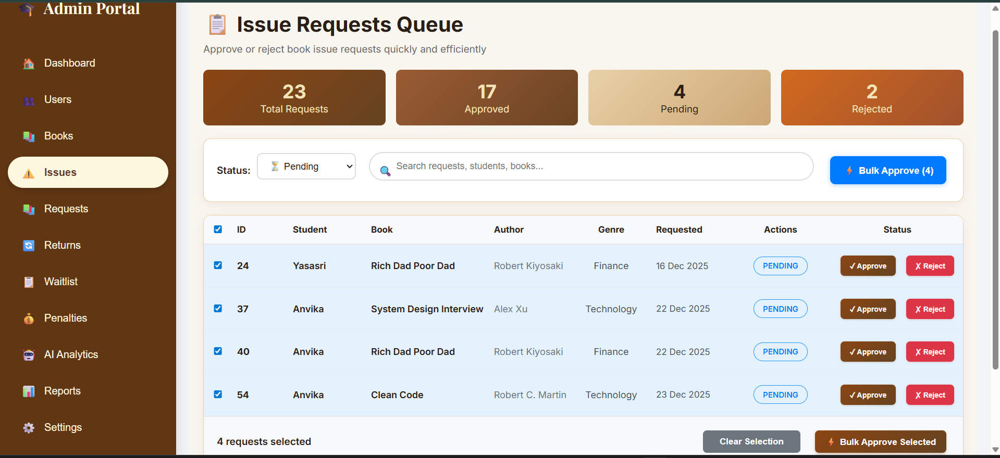 Admin Portal
Dashboard
Users
Books
Issues
Requests
Returns
Waitlist
Penalties
AI Analytics
Reports
Settings
Issue Requests Queue
Approve or reject book issue requests quickly and efficiently
23
Total Requests
17
Approved
4
Pending
2
Rejected
Status: Pending
Search requests, students, books...
Bulk Approve (4)
ID Student Book Author Genre Requested Actions Status
24 Yasasri Rich Dad Poor Dad Robert Kiyosaki Finance 16 Dec 2025 PENDING ✓ Approve ✗ Reject
37 Anvika System Design Interview Alex Xu Technology 22 Dec 2025 PENDING ✓ Approve ✗ Reject
40 Anvika Rich Dad Poor Dad Robert Kiyosaki Finance 22 Dec 2025 PENDING ✓ Approve ✗ Reject
54 Anvika Clean Code Robert C. Martin Technology 23 Dec 2025 PENDING ✓ Approve ✗ Reject
4 requests selected
Clear Selection
Bulk Approve Selected